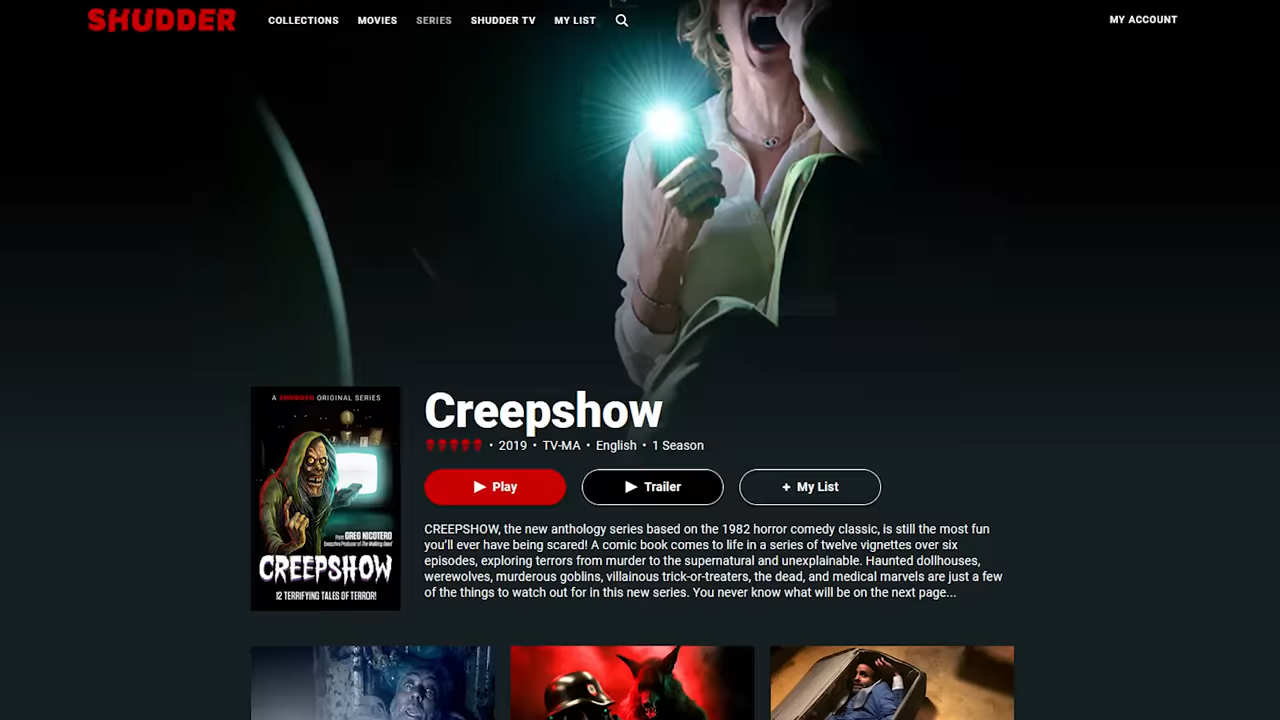 SHUDDER
COLLECTIONS MOVIES SERIES SHUDDER TV MY LIST
MY ACCOUNT
A SHUDDER ORIGINAL SERIES
from GREG NICOTERO
Executive Producer of The Walking Dead
CREEPSHOW
12 TERRIFYING TALES OF TERROR!
Creepshow
• 2019 • TV-MA • English • 1 Season
Play Trailer + My List
CREEPSHOW, the new anthology series based on the 1982 horror comedy classic, is still the most fun
you'll ever have being scared! A comic book comes to life in a series of twelve vignettes over six
episodes, exploring terrors from murder to the supernatural and unexplainable. Haunted dollhouses,
werewolves, murderous goblins, villainous trick-or-treaters, the dead, and medical marvels are just a few
of the things to watch out for in this new series. You never know what will be on the next page...